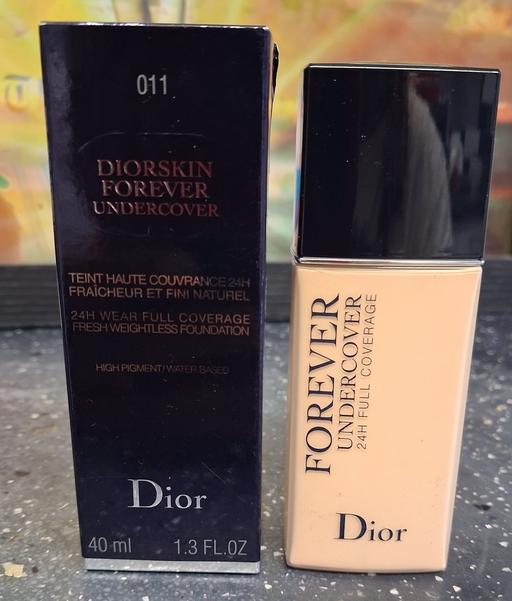 011
DIORSKIN
FOREVER
UNDERCOVER
TEINT HAUTE COUVRANCE 24H
FRAÎCHEUR ET FINI NATUREL
24H WEAR FULL COVERAGE
FRESH WEIGHTLESS FOUNDATION
HIGH PIGMENT/WATER BASED
Dior
40 ml 1.3 FL.OZ
FOREVER
UNDERCOVER
24H FULL COVERAGE
Dior